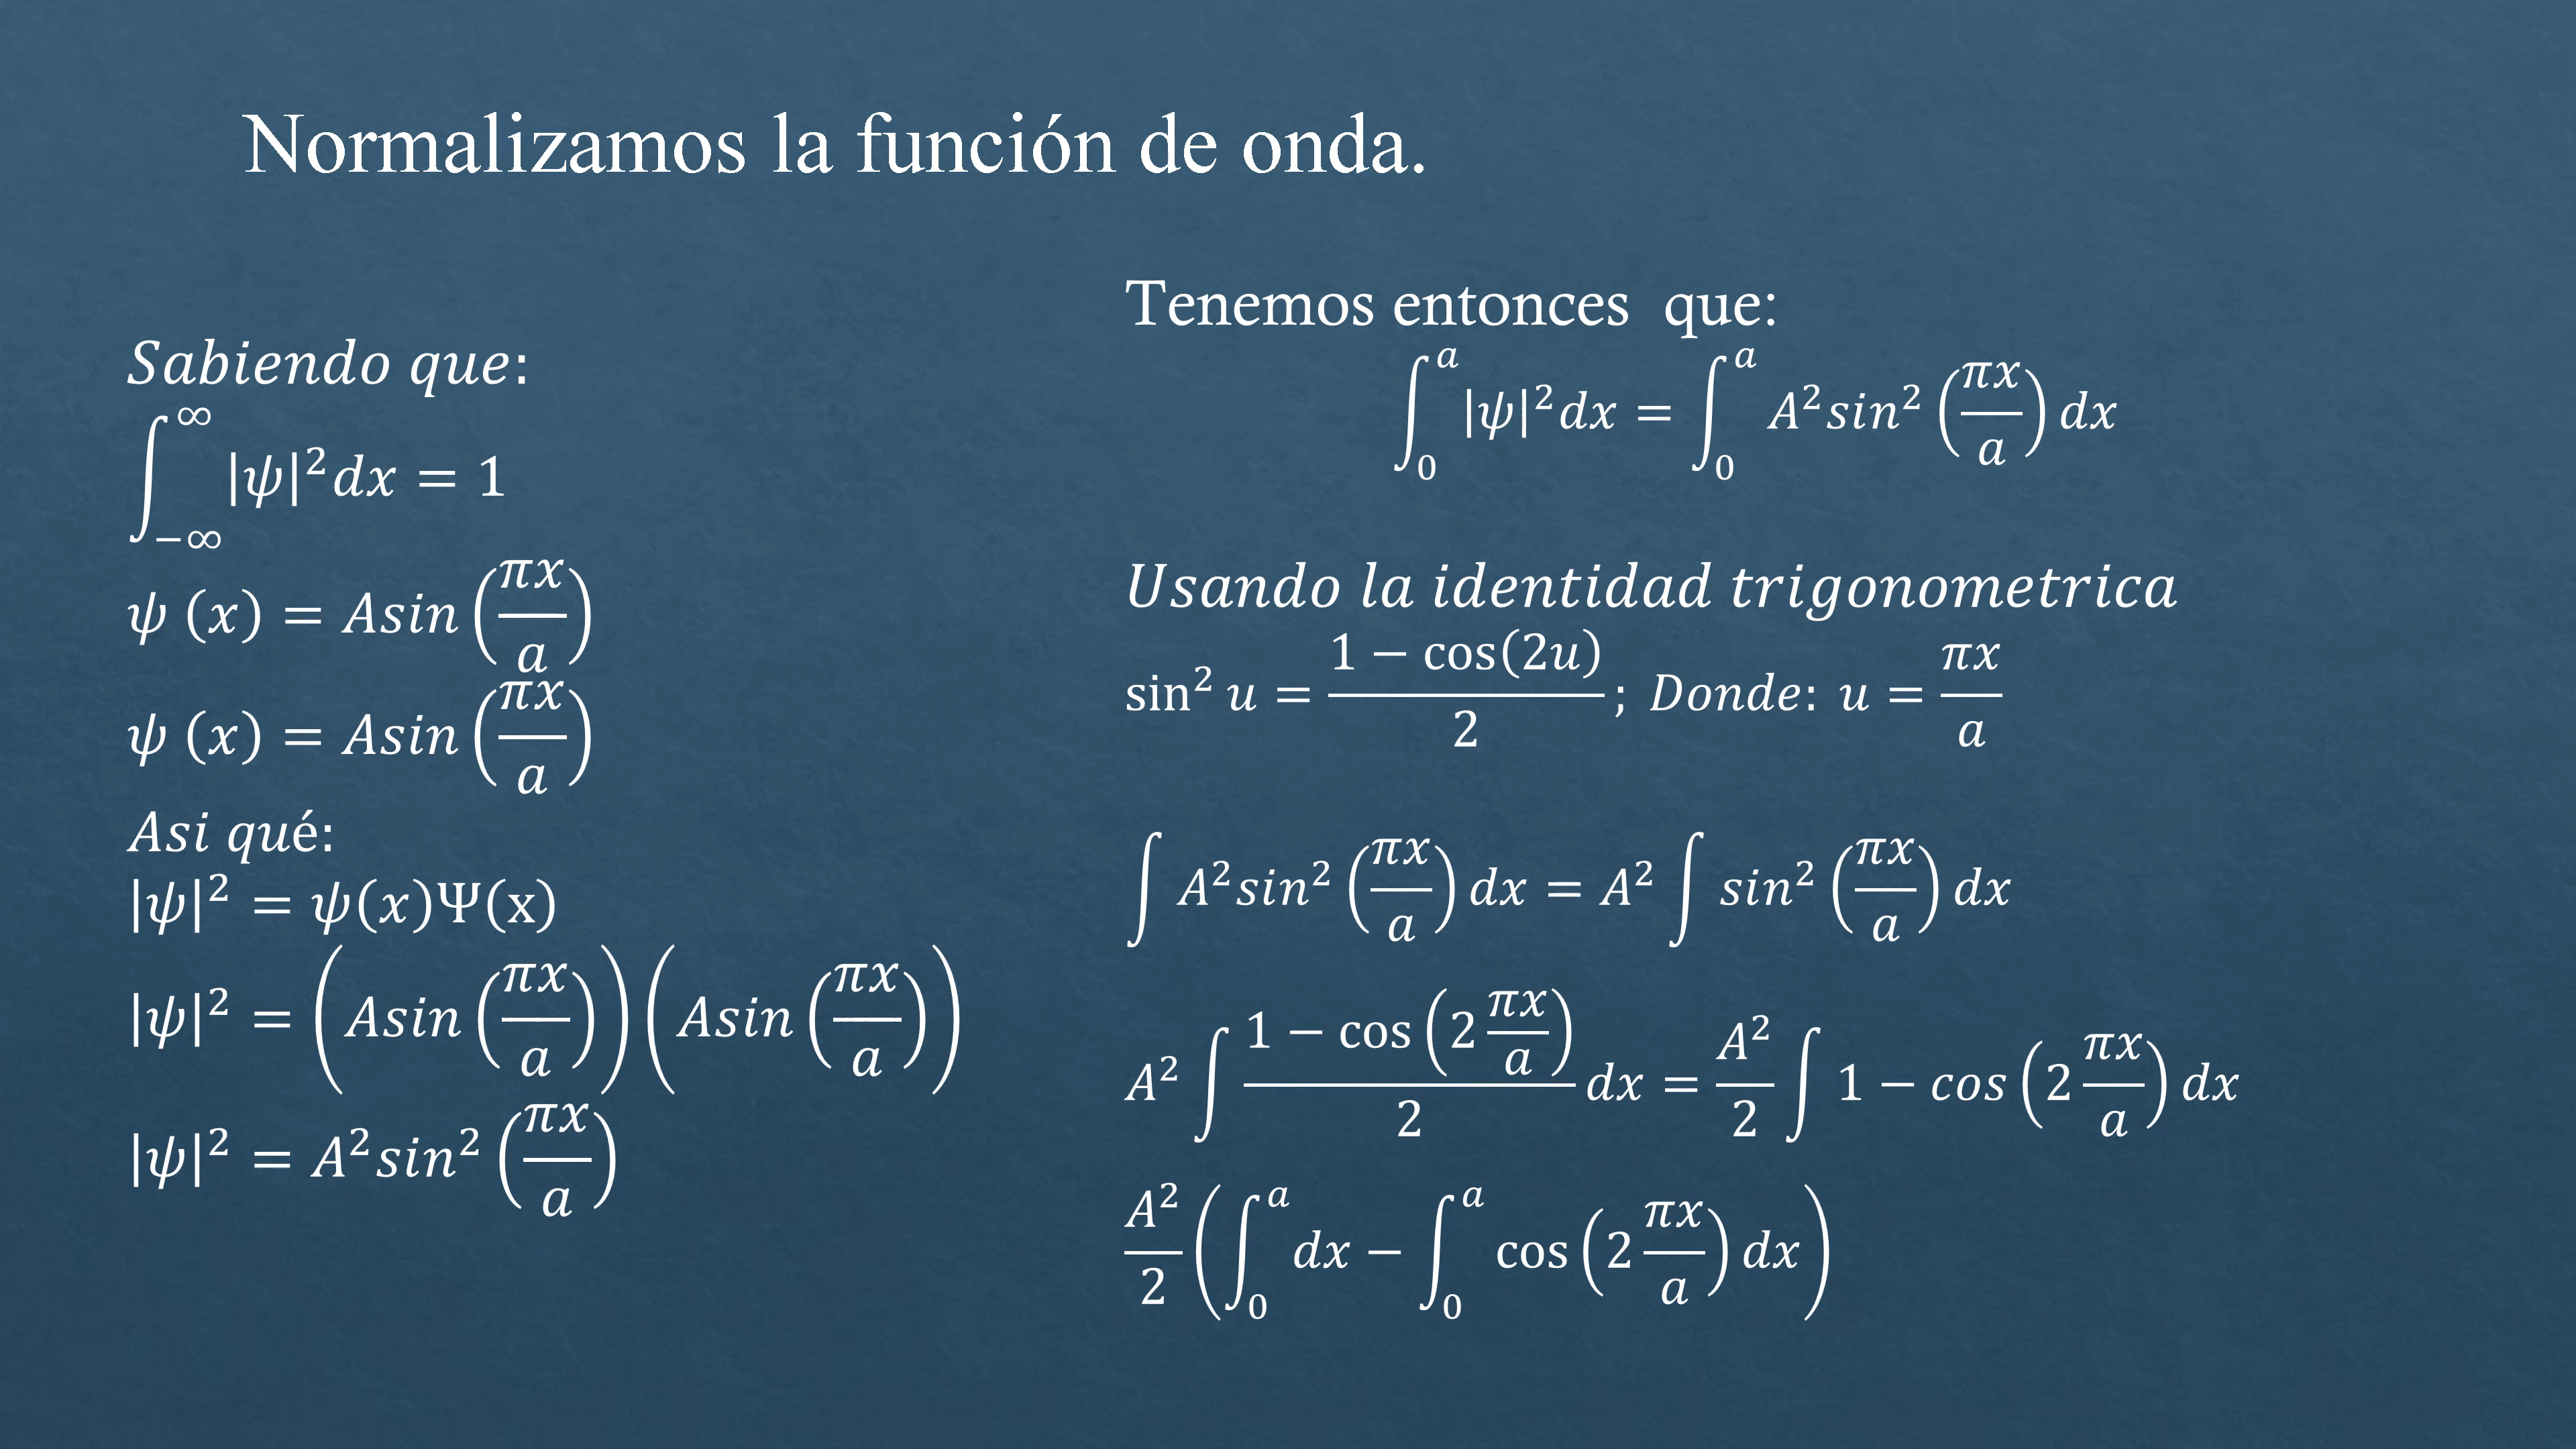 Normalizamos la función de onda.
Sabiendo que:
∫_{−∞}^{∞} |ψ|² dx = 1
ψ (x) = Asin (πx/a)
ψ (x) = Asin (πx/a)
Asi qué:
|ψ|² = ψ(x)Ψ(x)
|ψ|² = (Asin (πx/a)) (Asin (πx/a))
|ψ|² = A²sin² (πx/a)
Tenemos entonces que:
∫_0^a |ψ|² dx = ∫_0^a A²sin² (πx/a) dx
Usando la identidad trigonometrica
sin² u = (1 − cos(2u))/2 ; Donde: u = πx/a
∫ A²sin² (πx/a) dx = A² ∫ sin² (πx/a) dx
A² ∫ (1 − cos (2 πx/a))/2 dx = A²/2 ∫ 1 − cos (2 πx/a) dx
A²/2 (∫_0^a dx − ∫_0^a cos (2 πx/a) dx)